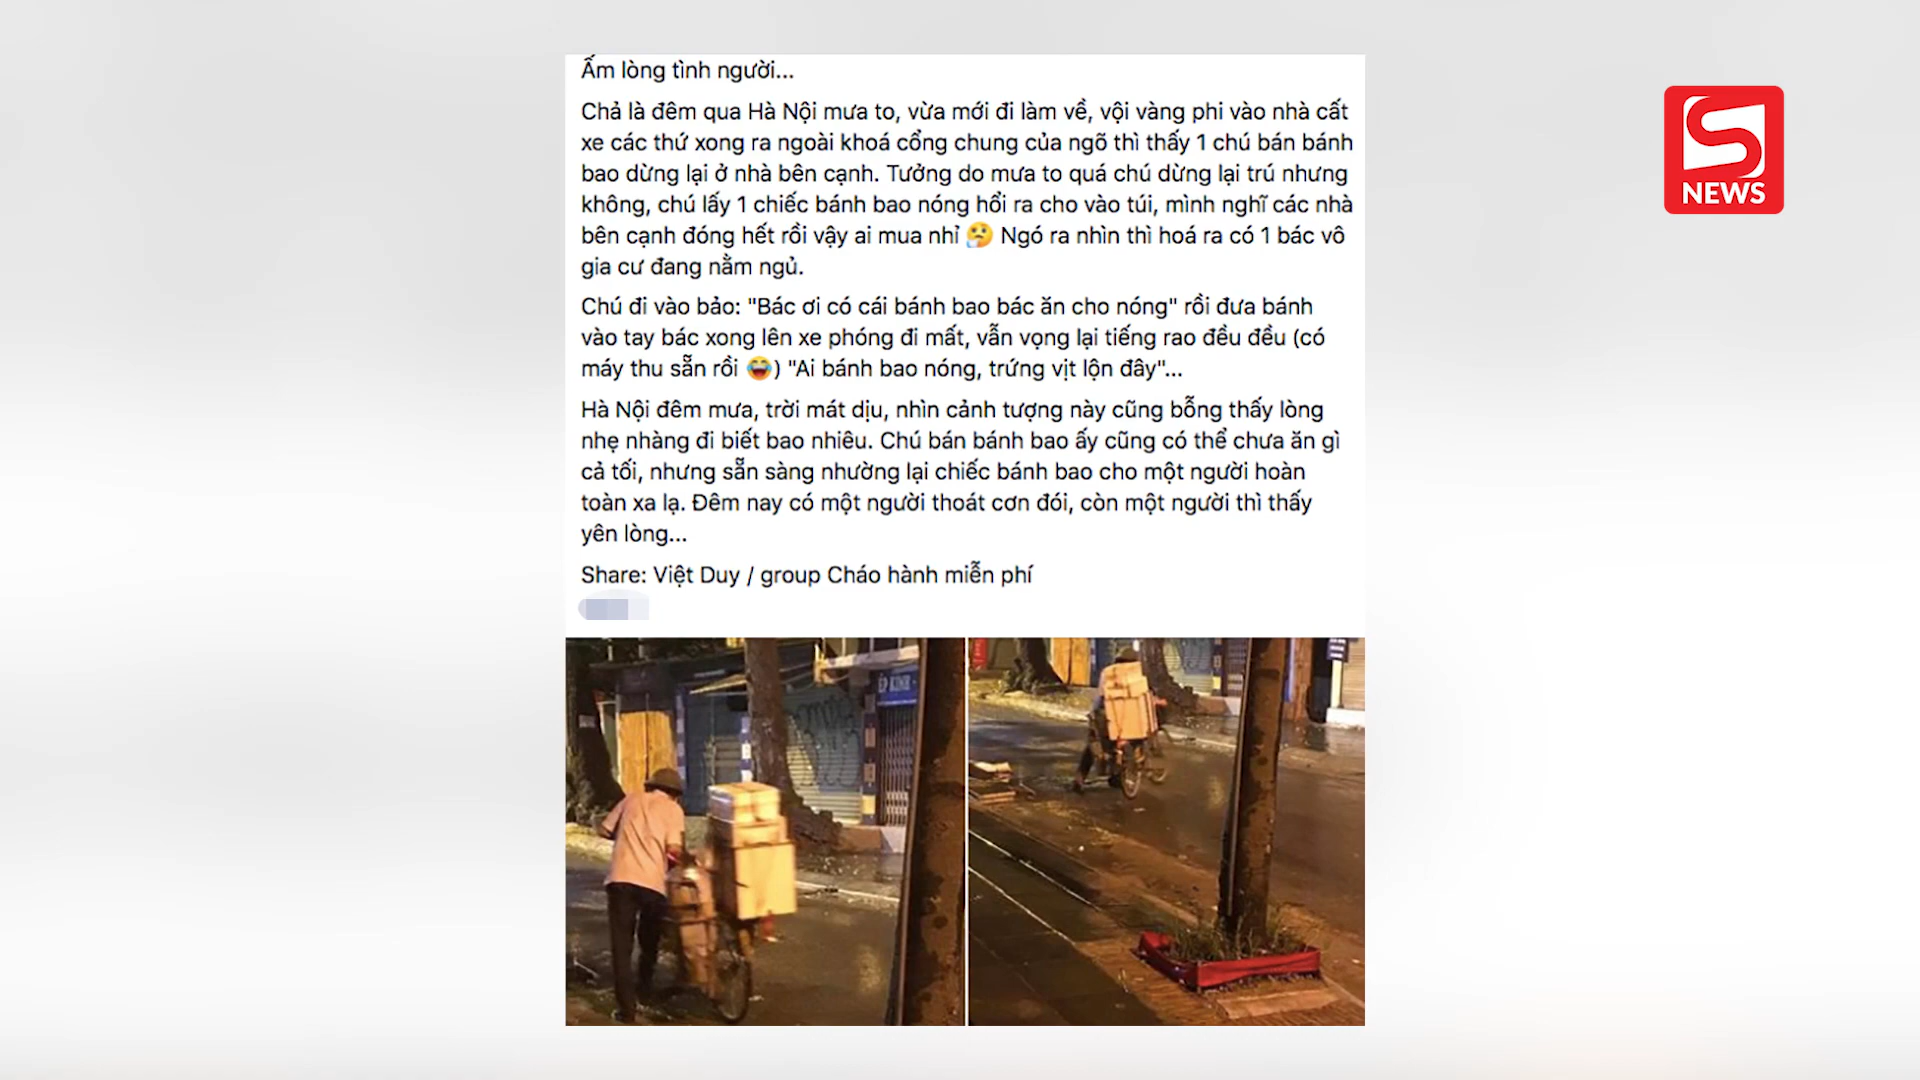 Ấm lòng tình người...
Chả là đêm qua Hà Nội mưa to, vừa mới đi làm về, vội vàng phi vào nhà cất
xe các thứ xong ra ngoài khoá cổng chung của ngõ thì thấy 1 chú bán bánh
bao dừng lại ở nhà bên cạnh. Tưởng do mưa to quá chú dừng lại trú nhưng
không, chú lấy 1 chiếc bánh bao nóng hổi ra cho vào túi, mình nghĩ các nhà
bên cạnh đóng hết rồi vậy ai mua nhỉ 🤔 Ngó ra nhìn thì hoá ra có 1 bác vô
gia cư đang nằm ngủ.
Chú đi vào bảo: "Bác ơi có cái bánh bao bác ăn cho nóng" rồi đưa bánh
vào tay bác xong lên xe phóng đi mất, vẫn vọng lại tiếng rao đều đều (có
máy thu sẵn rồi 😂) "Ai bánh bao nóng, trứng vịt lộn đây"...
Hà Nội đêm mưa, trời mát dịu, nhìn cảnh tượng này cũng bỗng thấy lòng
nhẹ nhàng đi biết bao nhiêu. Chú bán bánh bao ấy cũng có thể chưa ăn gì
cả tối, nhưng sẵn sàng nhường lại chiếc bánh bao cho một người hoàn
toàn xa lạ. Đêm nay có một người thoát cơn đói, còn một người thì thấy
yên lòng...
Share: Việt Duy / group Cháo hành miễn phí
S NEWS
ÉP KÍNH